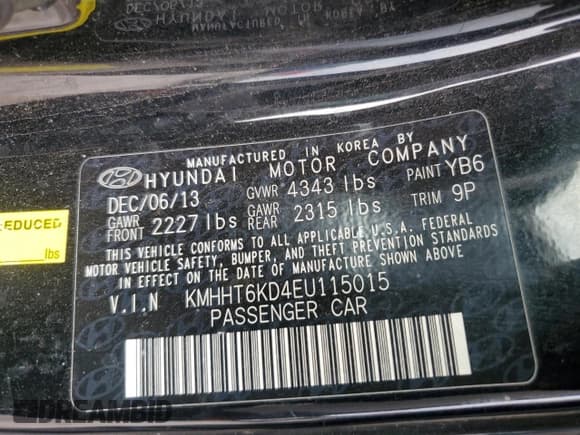 MANUFACTURED IN KOREA BY
HYUNDAI MOTOR COMPANY
DEC/06/13 GVWR 4343 lbs PAINT YB6
GAWR FRONT 2227 lbs GAWR REAR 2315 lbs TRIM 9P
THIS VEHICLE CONFORMS TO ALL APPLICABLE U.S.A. FEDERAL
MOTOR VEHICLE SAFETY, BUMPER, AND THEFT PREVENTION STANDARDS
IN EFFECT ON THE DATE OF MANUFACTURE SHOWN ABOVE.
V.I.N KMHHT6KD4EU115015
PASSENGER CAR
EDUCED
lbs
DREAMBID